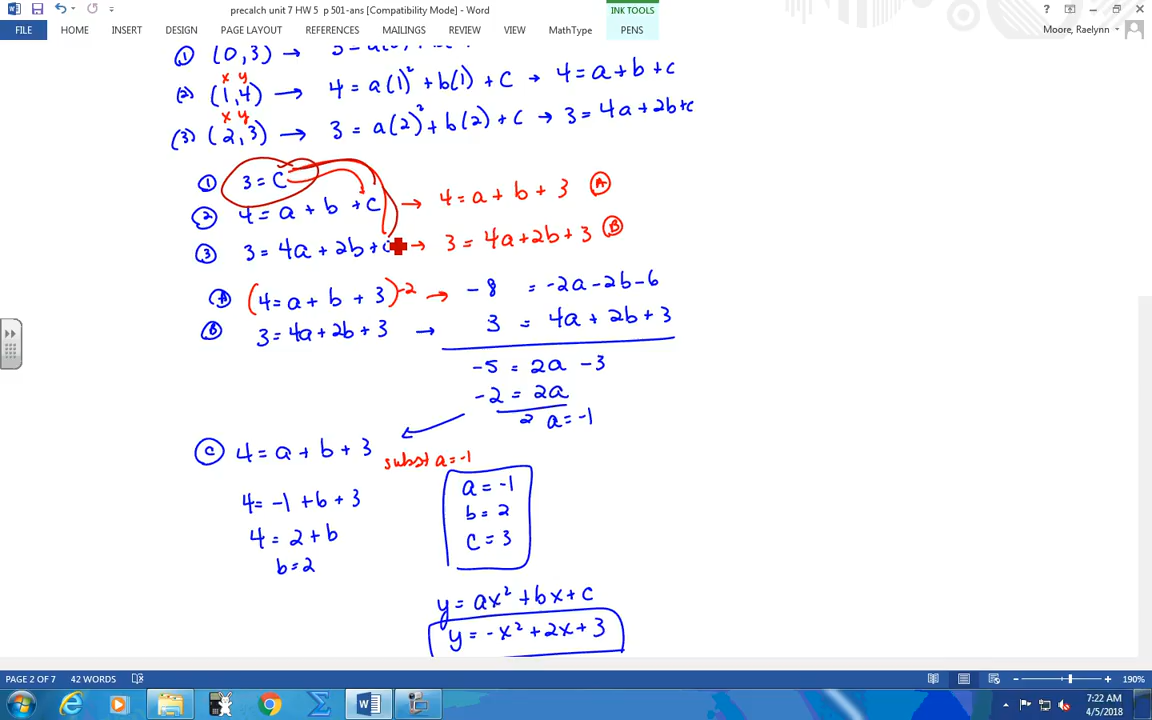 precalch unit 7 HW 5 p 501-ans [Compatibility Mode] - Word
INK TOOLS
FILE HOME INSERT DESIGN PAGE LAYOUT REFERENCES MAILINGS REVIEW VIEW MathType PENS
Moore, Raelynn
(1) (0,3) →
x y
(2) (1,4) → 4 = a(1)² + b(1) + c → 4 = a + b + c
x y
(3) (2,3) → 3 = a(2)² + b(2) + c → 3 = 4a + 2b + c
① 3 = C
② 4 = a + b + c → 4 = a + b + 3 Ⓐ
③ 3 = 4a + 2b + c → 3 = 4a + 2b + 3 Ⓑ
Ⓐ (4 = a + b + 3)-2 → -8 = -2a - 2b - 6
Ⓑ 3 = 4a + 2b + 3 → 3 = 4a + 2b + 3
-5 = 2a - 3
-2 = 2a
2 a = -1
Ⓒ 4 = a + b + 3
subst a = -1
4 = -1 + b + 3
4 = 2 + b
b = 2
a = -1
b = 2
c = 3
y = ax² + bx + c
y = -x² + 2x + 3
PAGE 2 OF 7 42 WORDS
190%
7:22 AM
4/5/2018